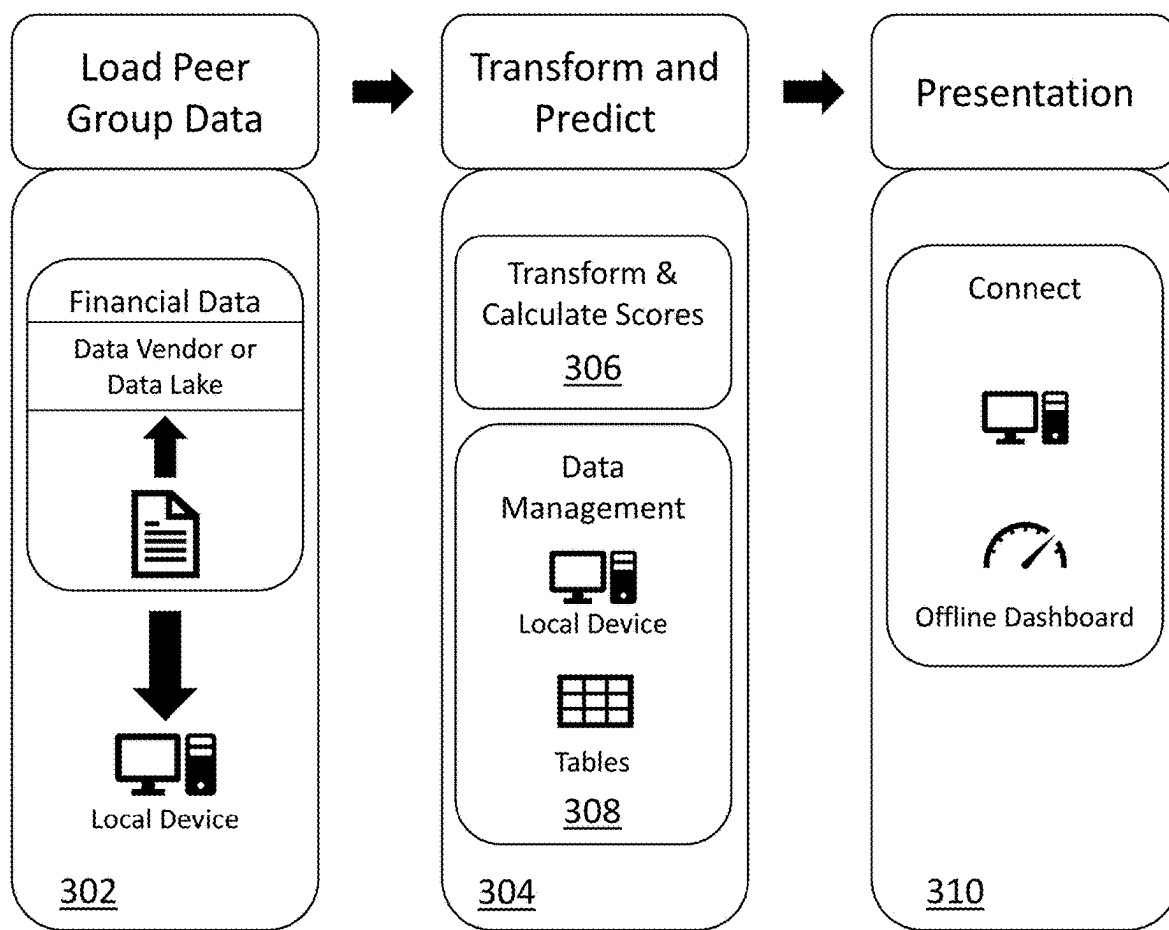 Load Peer
Group Data
Transform and
Predict
Presentation
Financial Data
Data Vendor or
Data Lake
Local Device
302
Transform &
Calculate Scores
306
Data
Management
Local Device
Tables
308
304
Connect
Offline Dashboard
310